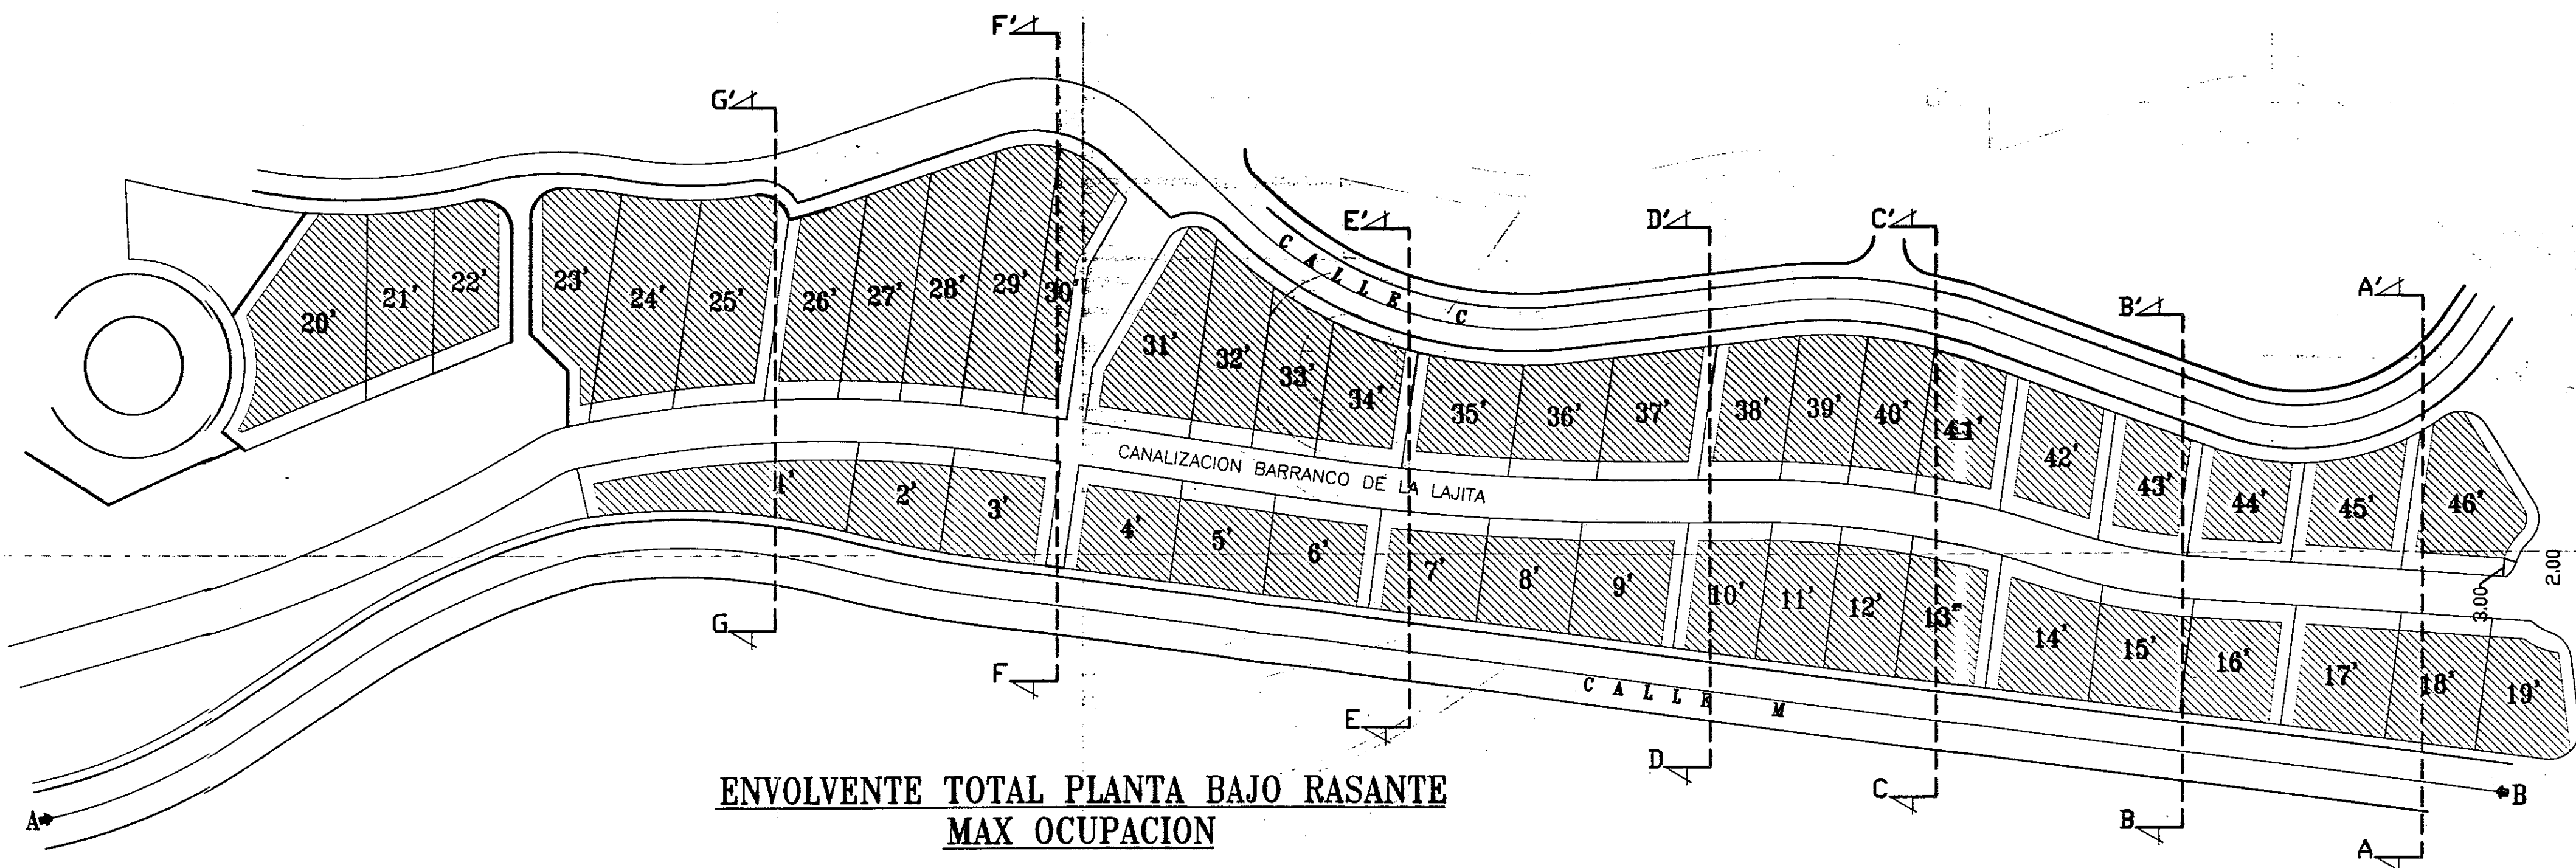 F'
G'
E'
D'
C'
A'
B'
CALLE C
20'
21'
22'
23'
24'
25'
26'
27'
28'
29'
30'
31'
32'
33'
34'
35'
36'
37'
38'
39'
40'
41'
42'
43'
44'
45'
46'
CANALIZACION BARRANCO DE LA LAJITA
1'
2'
3'
4'
5'
6'
7'
8'
9'
10'
11'
12'
13'
14'
15'
16'
17'
18'
19'
3.00
2.00
CALLE M
G
F
E
D
C
B
A
A
B
ENVOLVENTE TOTAL PLANTA BAJO RASANTE
MAX OCUPACION